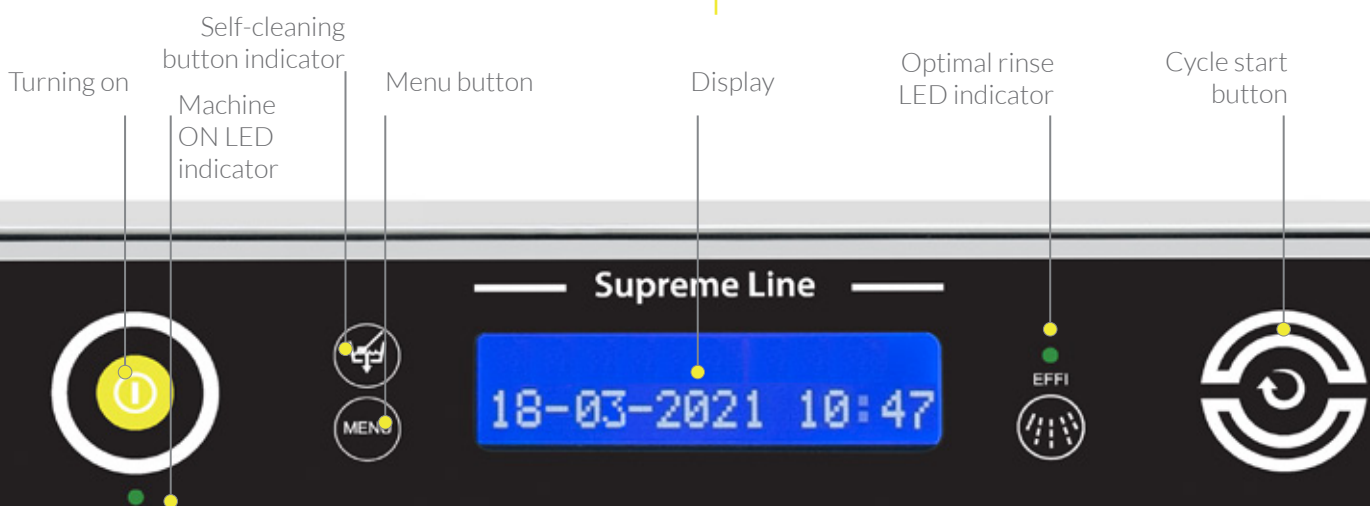 Self-cleaning
button indicator
Turning on
Machine
ON LED
indicator
Menu button
Display
Optimal rinse
LED indicator
Cycle start
button
Supreme Line
18-03-2021 10:47
EFFI
MENU